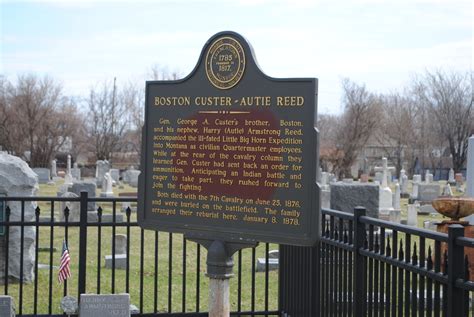 1785
1817
BOSTON CUSTER - AUTIE REED
Gen. George A. Custer's brother, Boston,
and his nephew, Harry (Autie) Armstrong Reed,
accompanied the ill-fated Little Big Horn Expedition
into Montana as civilian Quartermaster employees.
While at the rear of the cavalry column they
learned Gen. Custer had sent back an order for
ammunition. Anticipating an Indian battle and
eager to take part, they rushed forward to
join the fighting.
Both died with the 7th Cavalry on June 25, 1876,
and were buried on the battlefield. The family
arranged their reburial here, January 8, 1878.
ARMSTRONG